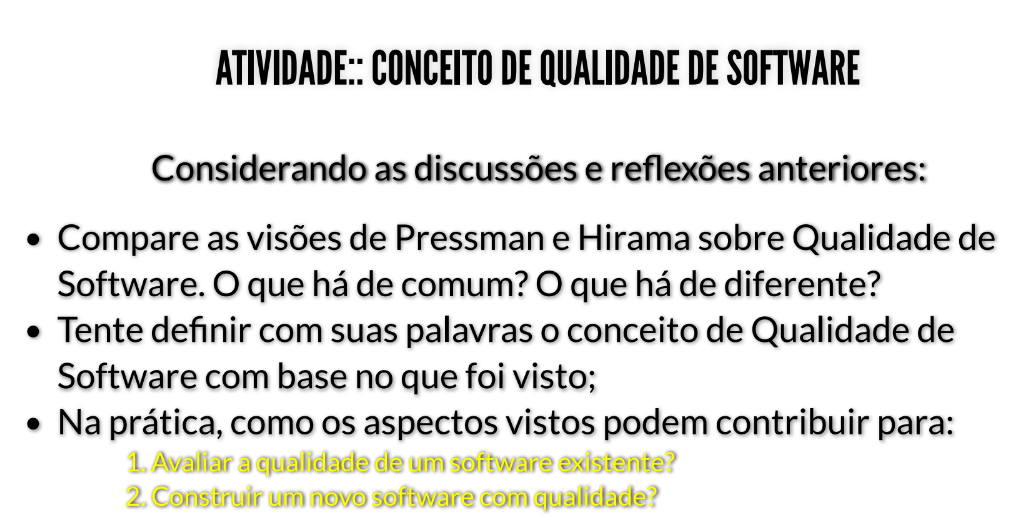 ATIVIDADE:: CONCEITO DE QUALIDADE DE SOFTWARE
Considerando as discussões e reflexões anteriores:
• Compare as visões de Pressman e Hirama sobre Qualidade de
Software. O que há de comum? O que há de diferente?
• Tente definir com suas palavras o conceito de Qualidade de
Software com base no que foi visto;
• Na prática, como os aspectos vistos podem contribuir para:
1. Avaliar a qualidade de um software existente?
2. Construir um novo software com qualidade?